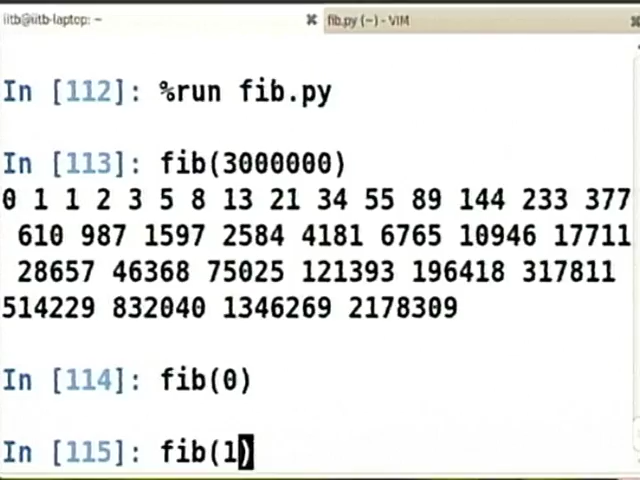 iitb@iitb-laptop: ~ fib.py (~) - VIM
In [112]: %run fib.py
In [113]: fib(3000000)
0 1 1 2 3 5 8 13 21 34 55 89 144 233 377
610 987 1597 2584 4181 6765 10946 17711
28657 46368 75025 121393 196418 317811
514229 832040 1346269 2178309
In [114]: fib(0)
In [115]: fib(1)